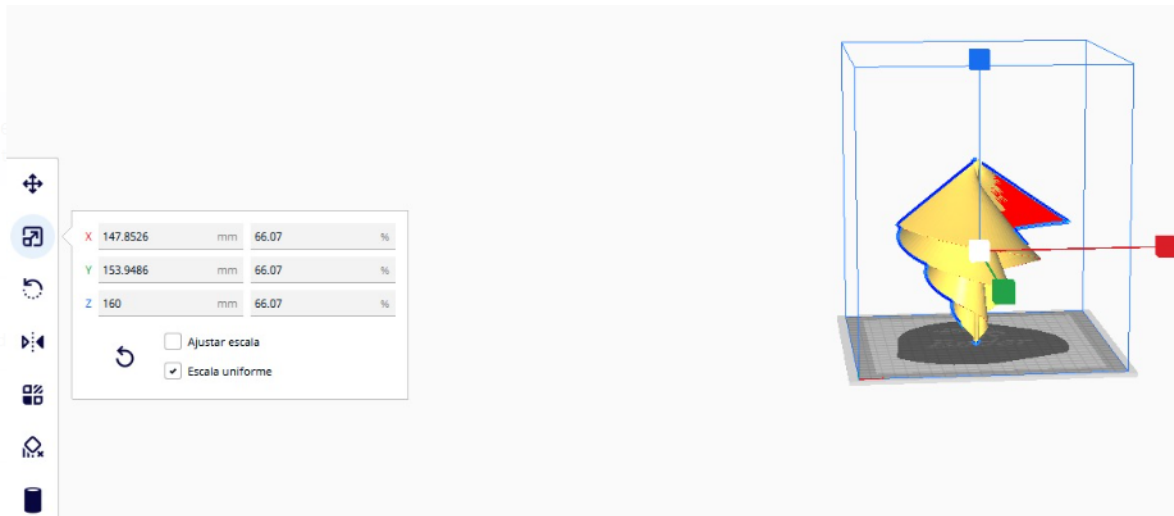 X 147.8526 mm 66.07 %
Y 153.9486 mm 66.07 %
Z 160 mm 66.07 %
Ajustar escala
Escala uniforme